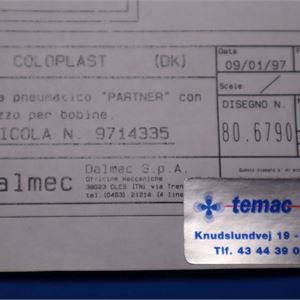 COLOPLAST (DK)
Data
09/01/97
pneumatico "PARTNER" con
Scale: /
zzo per bobine.
DISEGNO N.
ICOLA N. 9714335
80.6790
Dalmec S.p.A.
Officine Meccaniche
38023 CLES (TN) via Tren
tel. (0463) 21214 (4 line
almec
temac
Knudslundvej 19 -
Tlf. 43 44 39 0